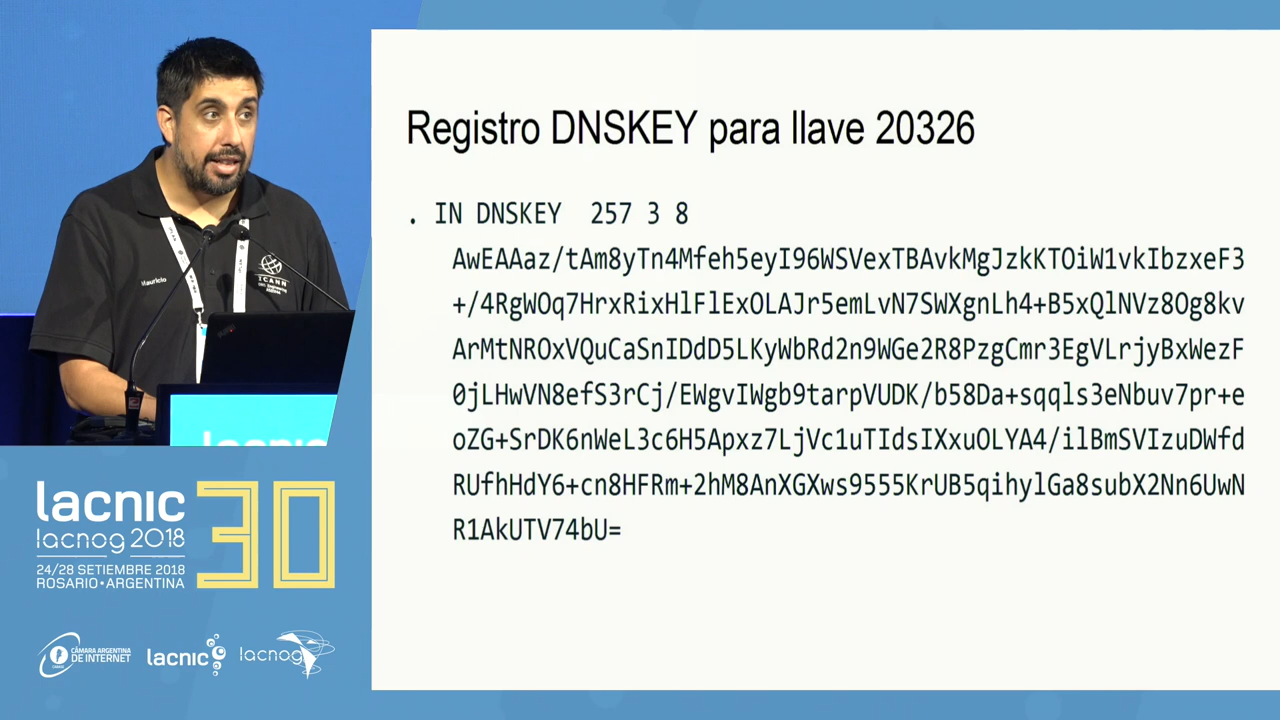 Registro DNSKEY para llave 20326
. IN DNSKEY 257 3 8
AwEAAaz/tAm8yTn4Mfeh5eyI96WSVexTBAvkMgJzkKTOiW1vkIbzxeF3
+/4RgWOq7HrxRixHlFlExOLAJr5emLvN7SWXgnLh4+B5xQlNVz8Og8kv
ArMtNROxVQuCaSnIDdD5LKyWbRd2n9WGe2R8PzgCmr3EgVLrjyBxWezF
0jLHwVN8efS3rCj/EWgvIWgb9tarpVUDK/b58Da+sqqls3eNbuv7pr+e
oZG+SrDK6nWeL3c6H5Apxz7LjVc1uTIdsIXxuOLYA4/ilBmSVIzuDWfd
RUfhHdY6+cn8HFRm+2hM8AnXGXws9555KrUB5qihylGa8subX2Nn6UwN
R1AkUTV74bU=
Mauricio
ICANN
lacnic
lacnic 30
lacnog 2018
24/28 SETIEMBRE 2018
ROSARIO•ARGENTINA
CÁMARA ARGENTINA
DE INTERNET
lacnic
lacnog